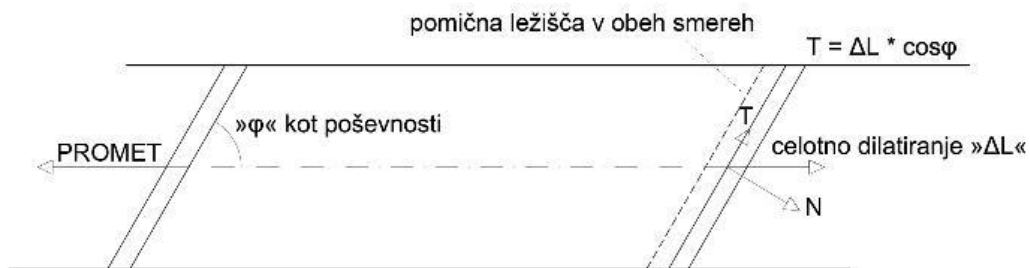 pomična ležišča v obeh smereh
T = ΔL * cosφ
»φ« kot poševnosti
T
PROMET
celotno dilatiranje »ΔL«
N